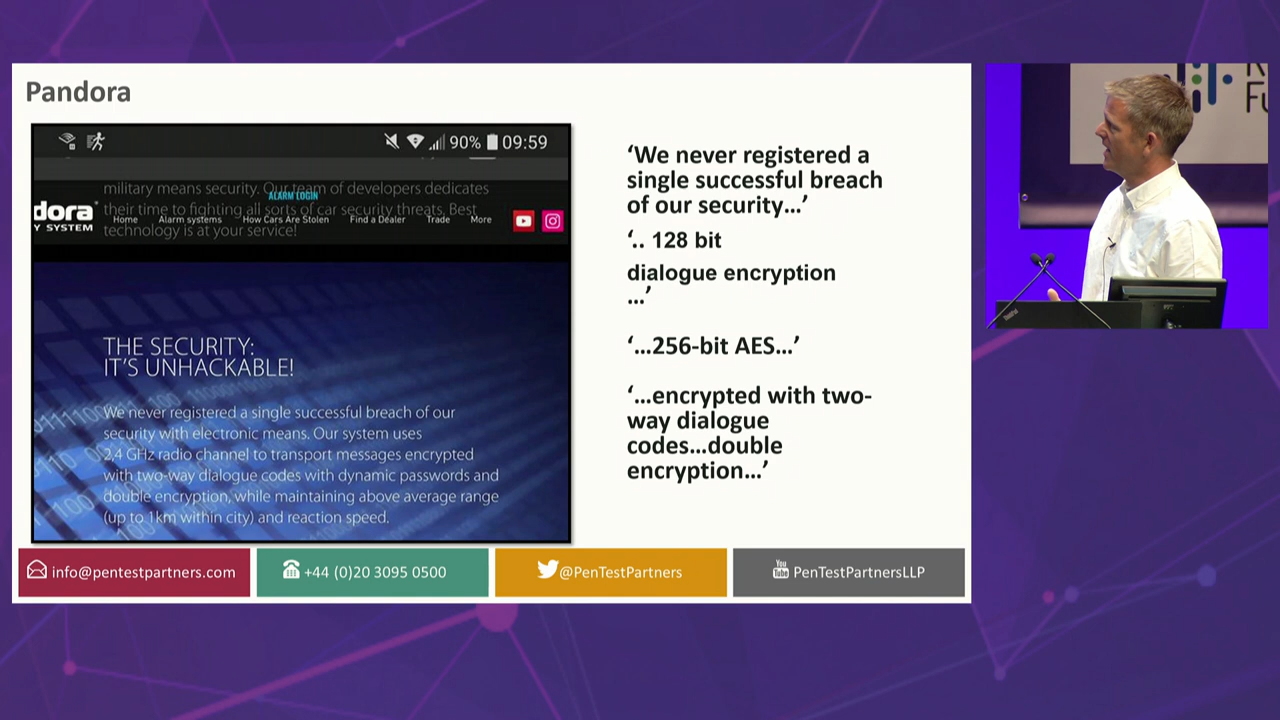 Pandora
90% 09:59
military means security. Our team of developers dedicates
ALARM LOGIN
their time to fighting all sorts of car security threats. Best
dora
Y SYSTEM
Home Alarm systems How Cars Are Stolen Find a Dealer Trade More
technology is at your service!
THE SECURITY:
IT'S UNHACKABLE!
We never registered a single successful breach of our
security with electronic means. Our system uses
2,4 GHz radio channel to transport messages encrypted
with two-way dialogue codes with dynamic passwords and
double encryption, while maintaining above average range
(up to 1km within city) and reaction speed.
‘We never registered a
single successful breach
of our security...’
‘.. 128 bit
dialogue encryption
...’
‘...256-bit AES...’
‘...encrypted with two-
way dialogue
codes...double
encryption...’
info@pentestpartners.com
+44 (0)20 3095 0500
@PenTestPartners
You Tube PenTestPartnersLLP
ThinkPad